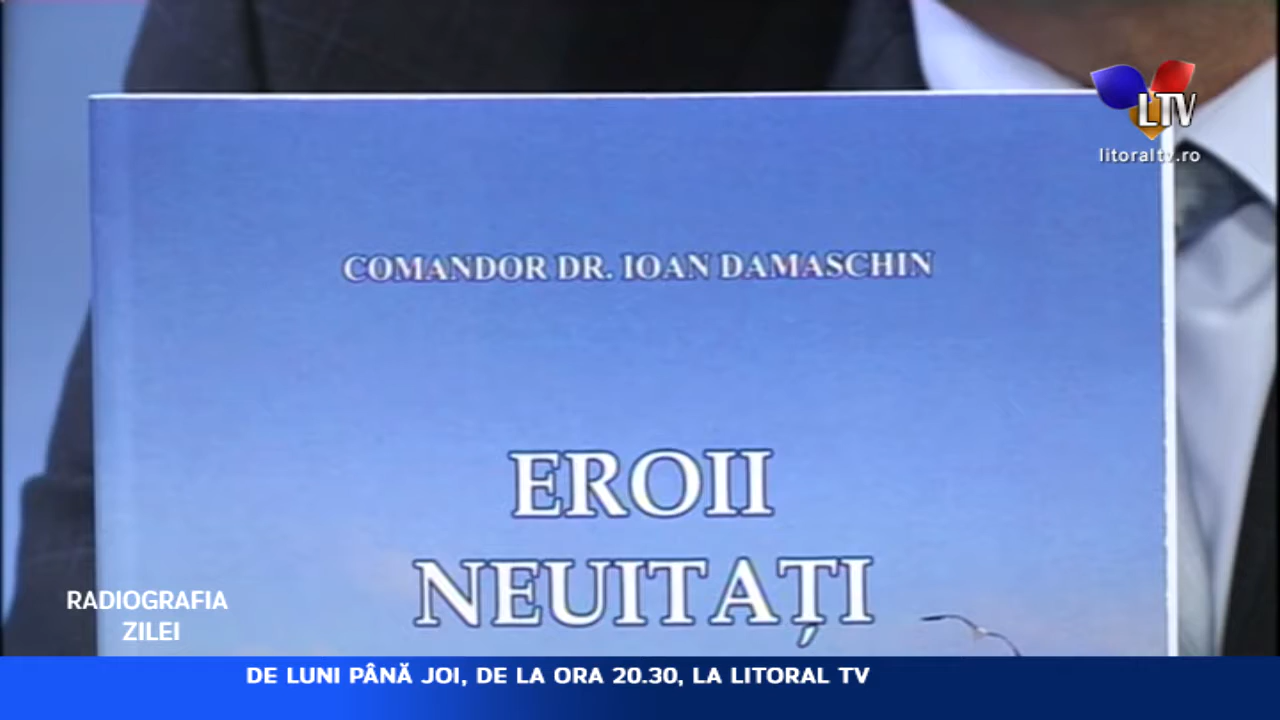 LTV
litoraltv.ro
COMANDOR DR. IOAN DAMASCHIN
EROII
NEUITAȚI
RADIOGRAFIA
ZILEI
DE LUNI PÂNĂ JOI, DE LA ORA 20.30, LA LITORAL TV